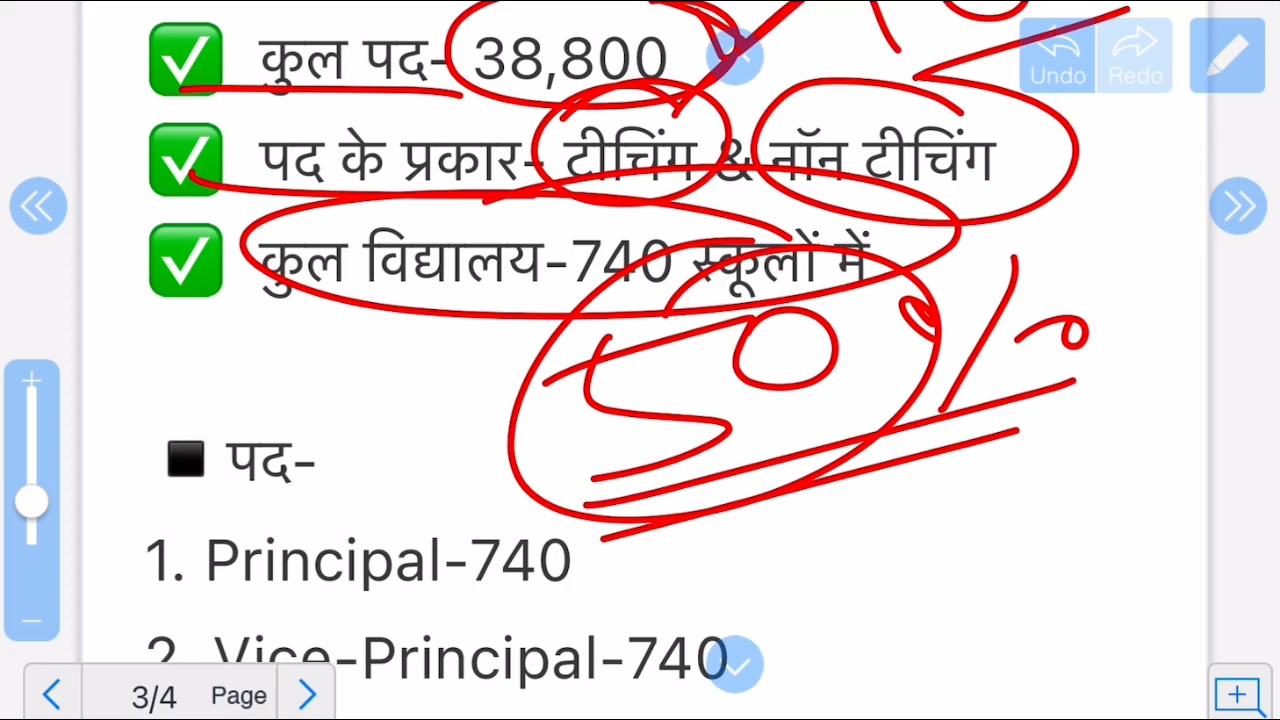 कुल पद- 38,800
Undo Redo
पद के प्रकार- टीचिंग & नॉन टीचिंग
कुल विद्यालय-740 स्कूलों में
50%
पद-
1. Principal-740
2. Vice-Principal-740
3/4 Page